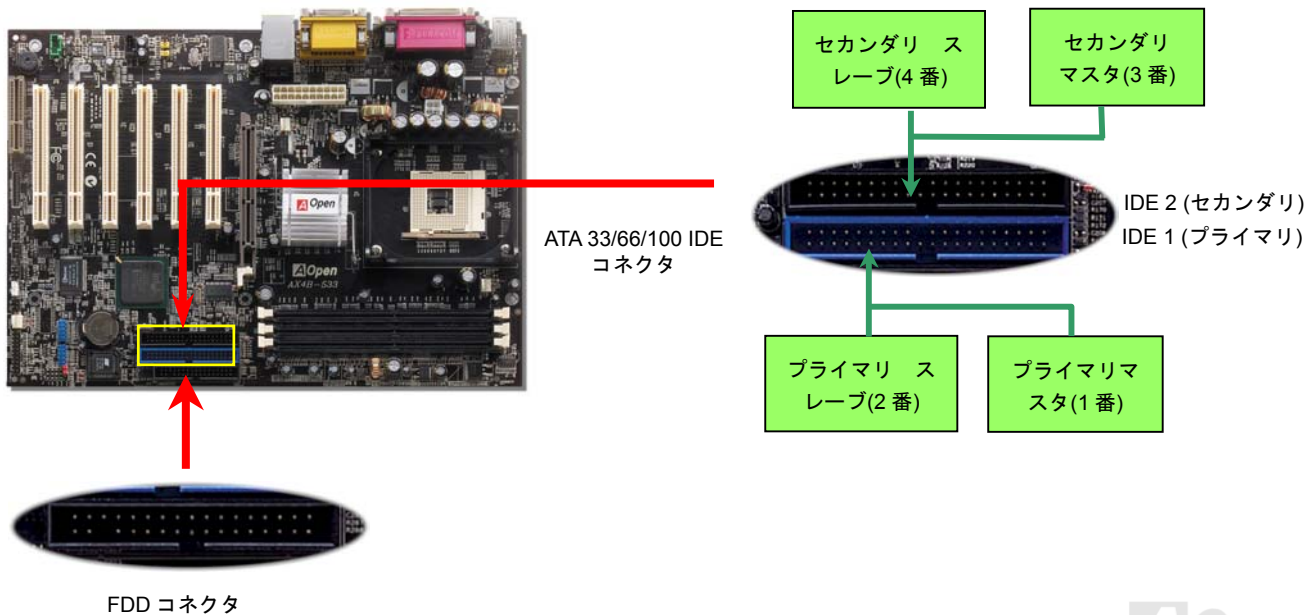 セカンダリ ス
レーブ(4 番)
セカンダリ
マスタ(3 番)
AOpen
AOpen
AX4B-533
ATA 33/66/100 IDE
コネクタ
IDE 2 (セカンダリ)
IDE 1 (プライマリ)
プライマリ ス
レーブ(2 番)
プライマリマ
スタ(1 番)
FDD コネクタ